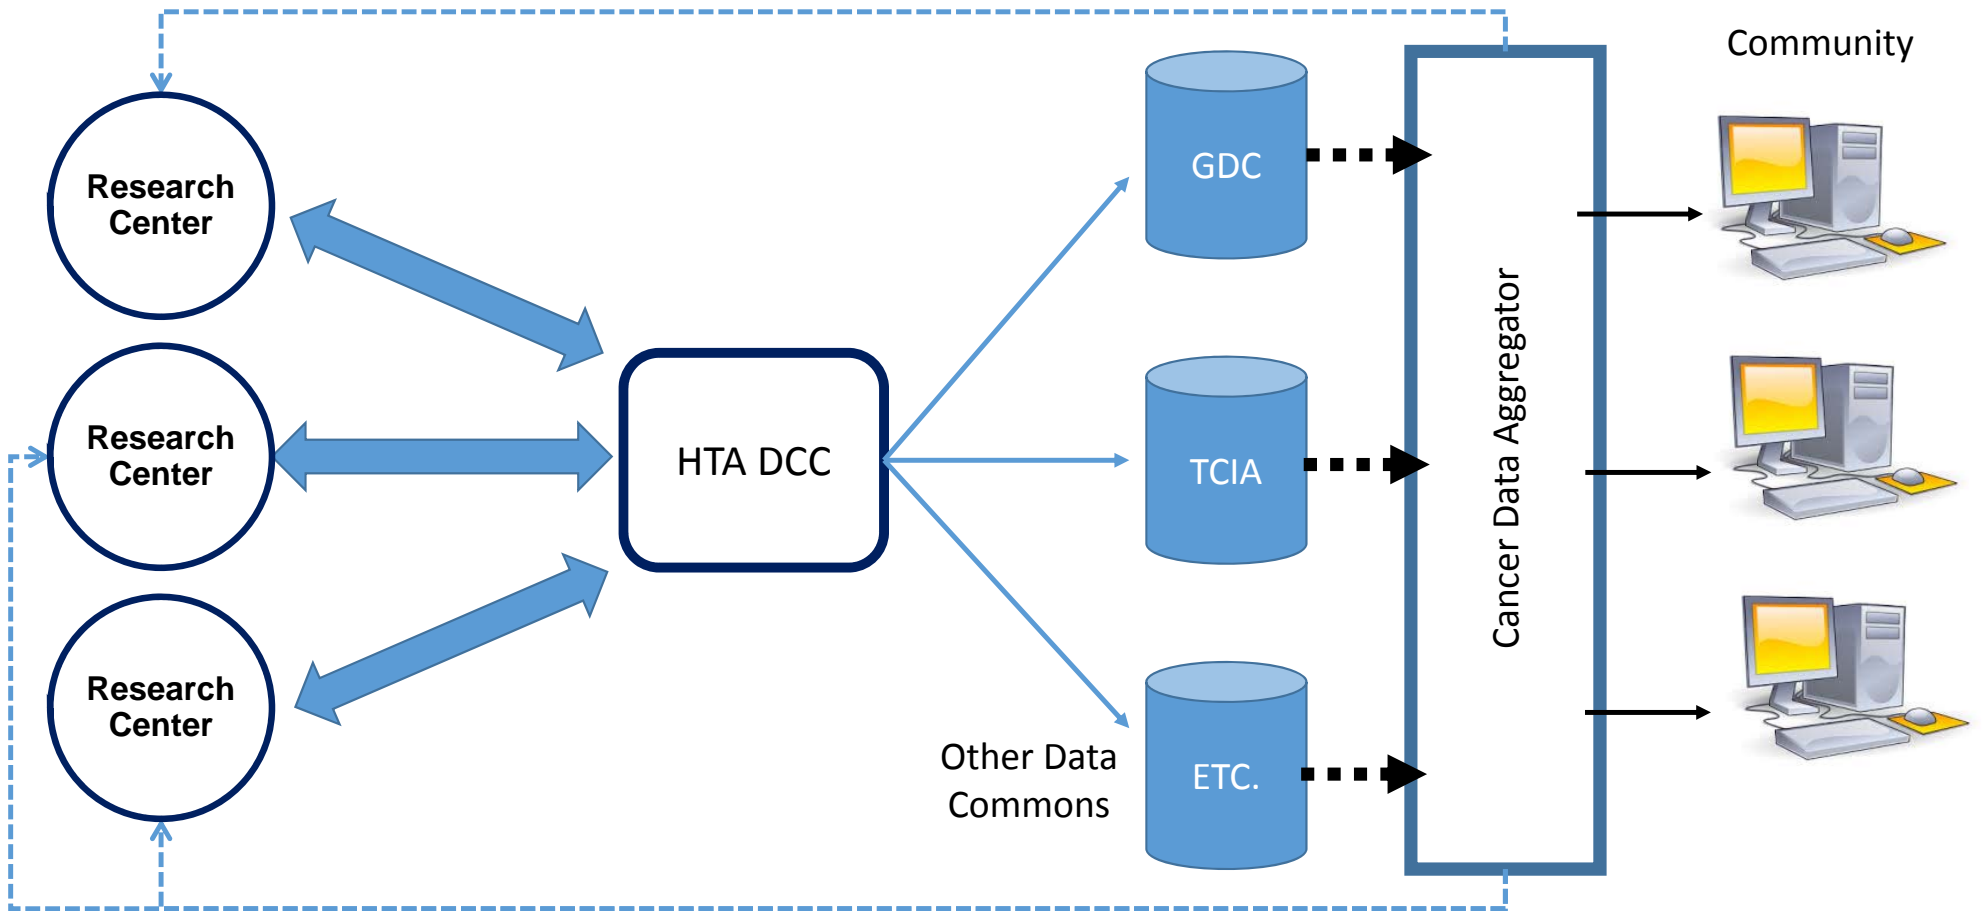 Community
Research
Center
GDC
Research
Center
HTA DCC
TCIA
Cancer Data Aggregator
Research
Center
Other Data
Commons
ETC.